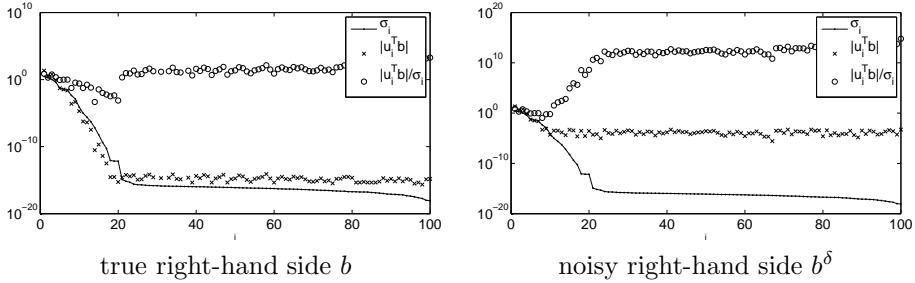 10^10
10^0
10^-10
10^-20
0 20 40 60 80 100
i
σ_i
|u_i^T b|
|u_i^T b|/σ_i
true right-hand side b
10^20
10^10
10^0
10^-10
10^-20
0 20 40 60 80 100
i
σ_i
|u_i^T b|
|u_i^T b|/σ_i
noisy right-hand side b^δ